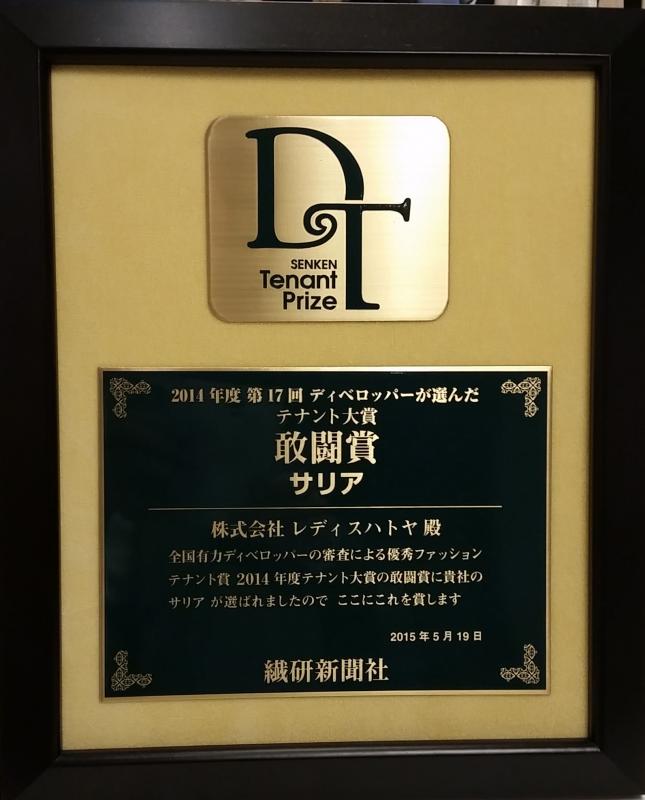 DT
SENKEN
Tenant
Prize
2014 年度 第 17 回 ディベロッパーが選んだ
テナント大賞
敢闘賞
サリア
株式会社 レディスハトヤ 殿
全国有力ディベロッパーの審査による優秀ファッション
テナント賞 2014 年度テナント大賞の敢闘賞に貴社の
サリア が選ばれましたので ここにこれを賞します
2015 年 5 月 19 日
繊研新聞社